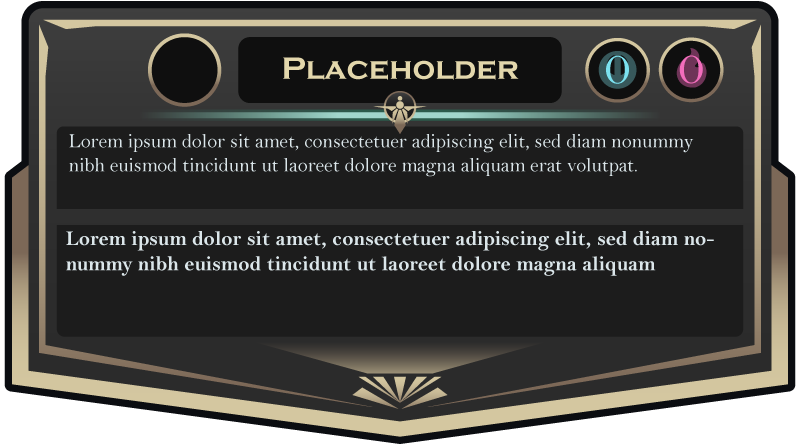 Placeholder
0
0
Lorem ipsum dolor sit amet, consectetuer adipiscing elit, sed diam nonummy
nibh euismod tincidunt ut laoreet dolore magna aliquam erat volutpat.
Lorem ipsum dolor sit amet, consectetuer adipiscing elit, sed diam no-
nummy nibh euismod tincidunt ut laoreet dolore magna aliquam